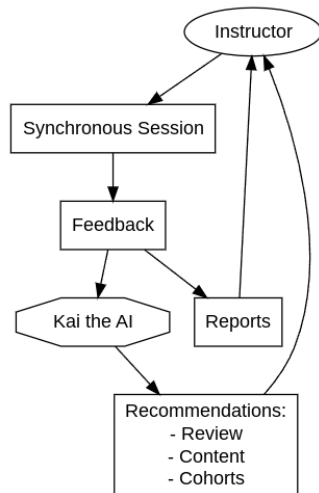 Instructor
Synchronous Session
Feedback
Kai the AI
Reports
Recommendations:
- Review
- Content
- Cohorts